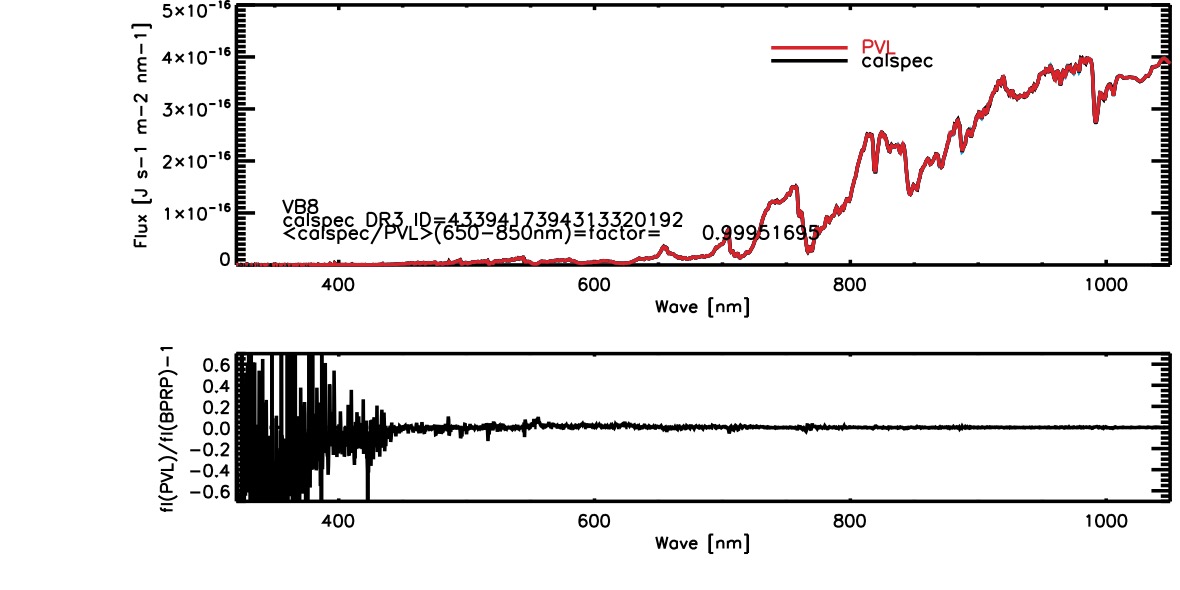 5×10−16
4×10−16
3×10−16
2×10−16
1×10−16
0
Flux [J s−1 m−2 nm−1]
PVL
calspec
VB8
calspec DR3_ID=4339417394313320192
<calspec/PVL>(650−850nm)=factor= 0.99951695
400 600 800 1000
Wave [nm]
0.6
0.4
0.2
0.0
−0.2
−0.4
−0.6
fl(PVL)/fl(BPRP)−1
400 600 800 1000
Wave [nm]